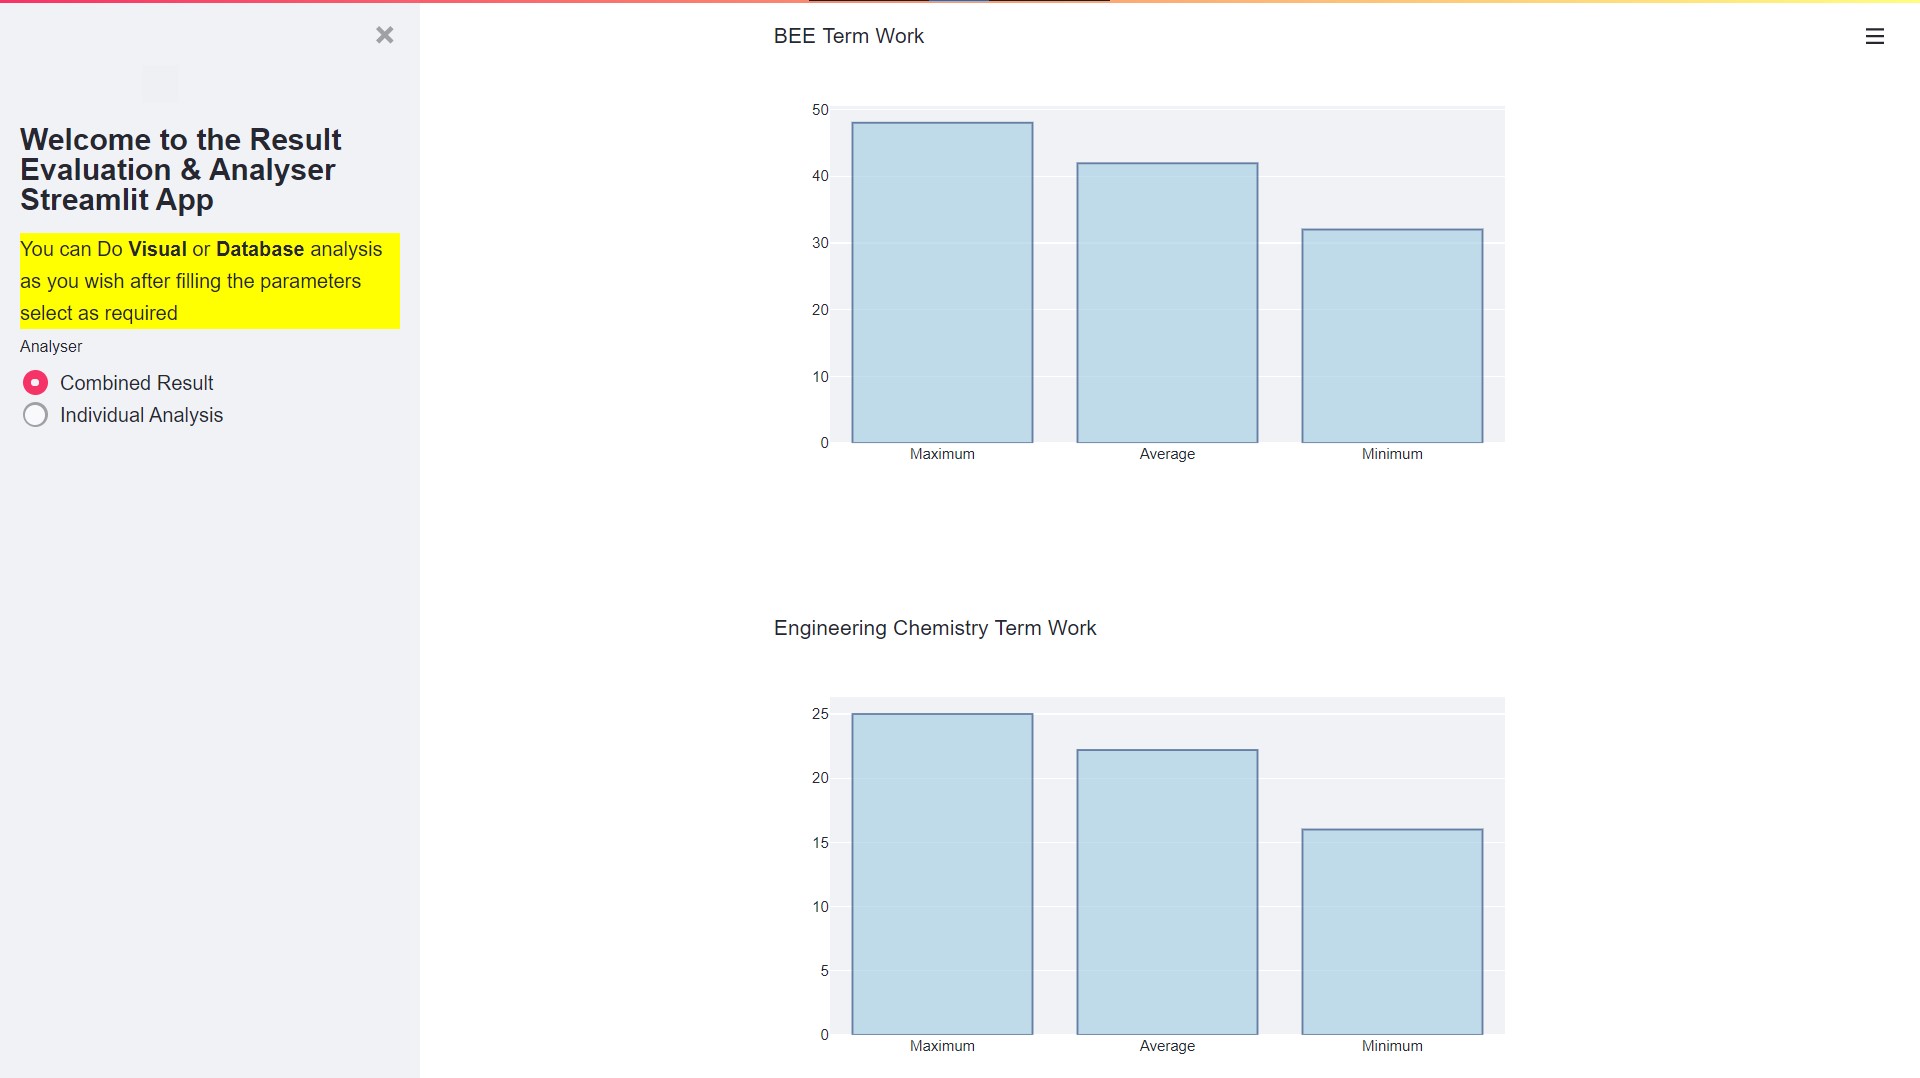 Welcome to the Result
Evaluation & Analyser
Streamlit App
You can Do Visual or Database analysis
as you wish after filling the parameters
select as required
Analyser
Combined Result
Individual Analysis
BEE Term Work
50
40
30
20
10
0
Maximum Average Minimum
Engineering Chemistry Term Work
25
20
15
10
5
0
Maximum Average Minimum